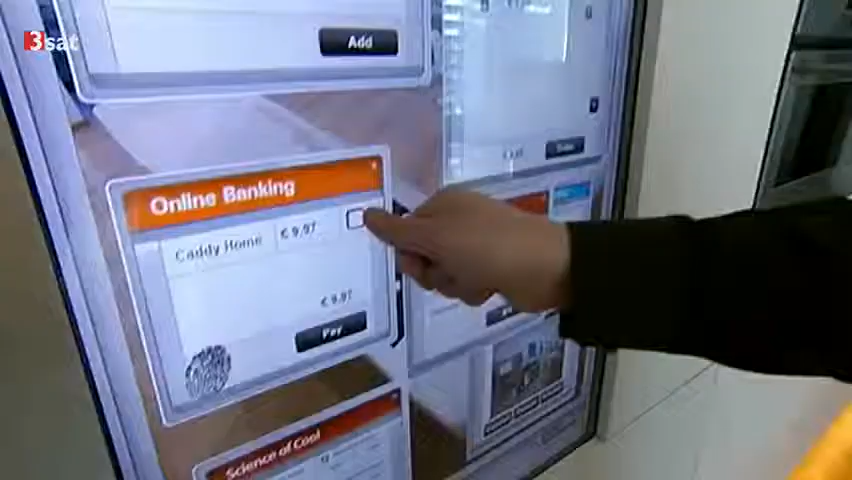 3sat
Add
Online Banking
Caddy Home € 9,97
€ 9,97
Pay
Science of Cool